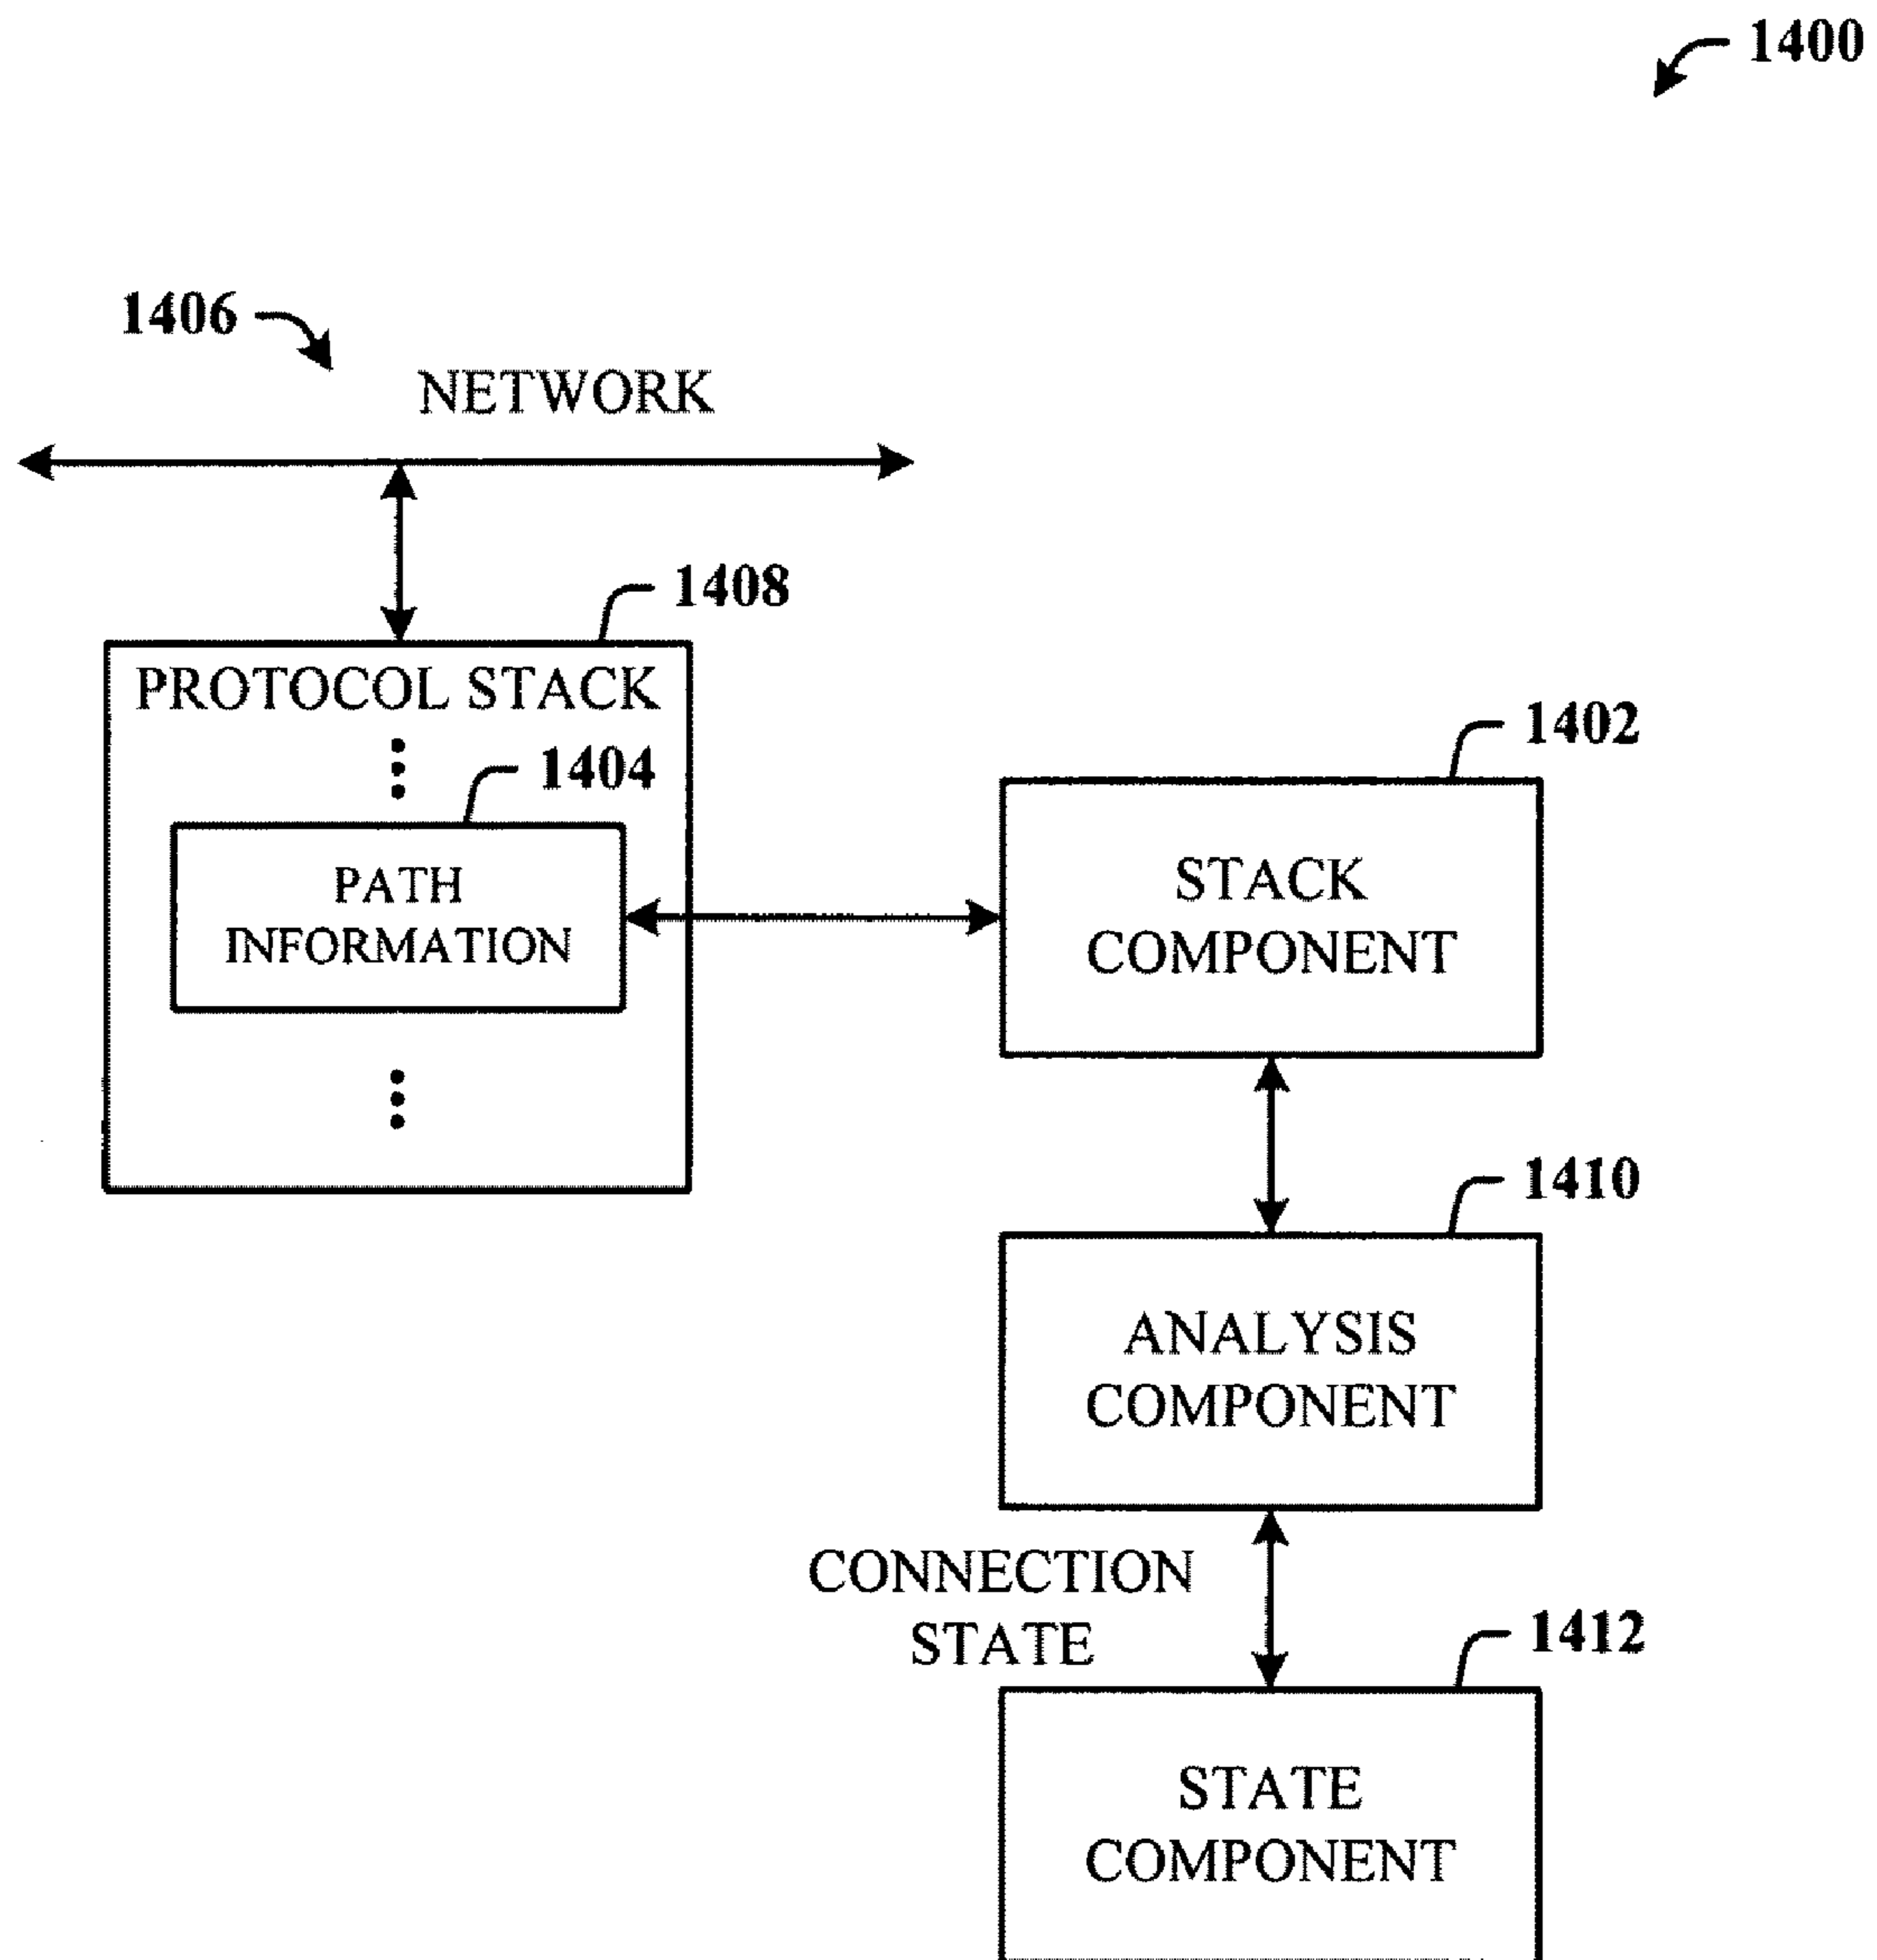 1400
1406
NETWORK
1408
PROTOCOL STACK
1404
PATH
INFORMATION
1402
STACK
COMPONENT
1410
ANALYSIS
COMPONENT
CONNECTION
STATE
1412
STATE
COMPONENT